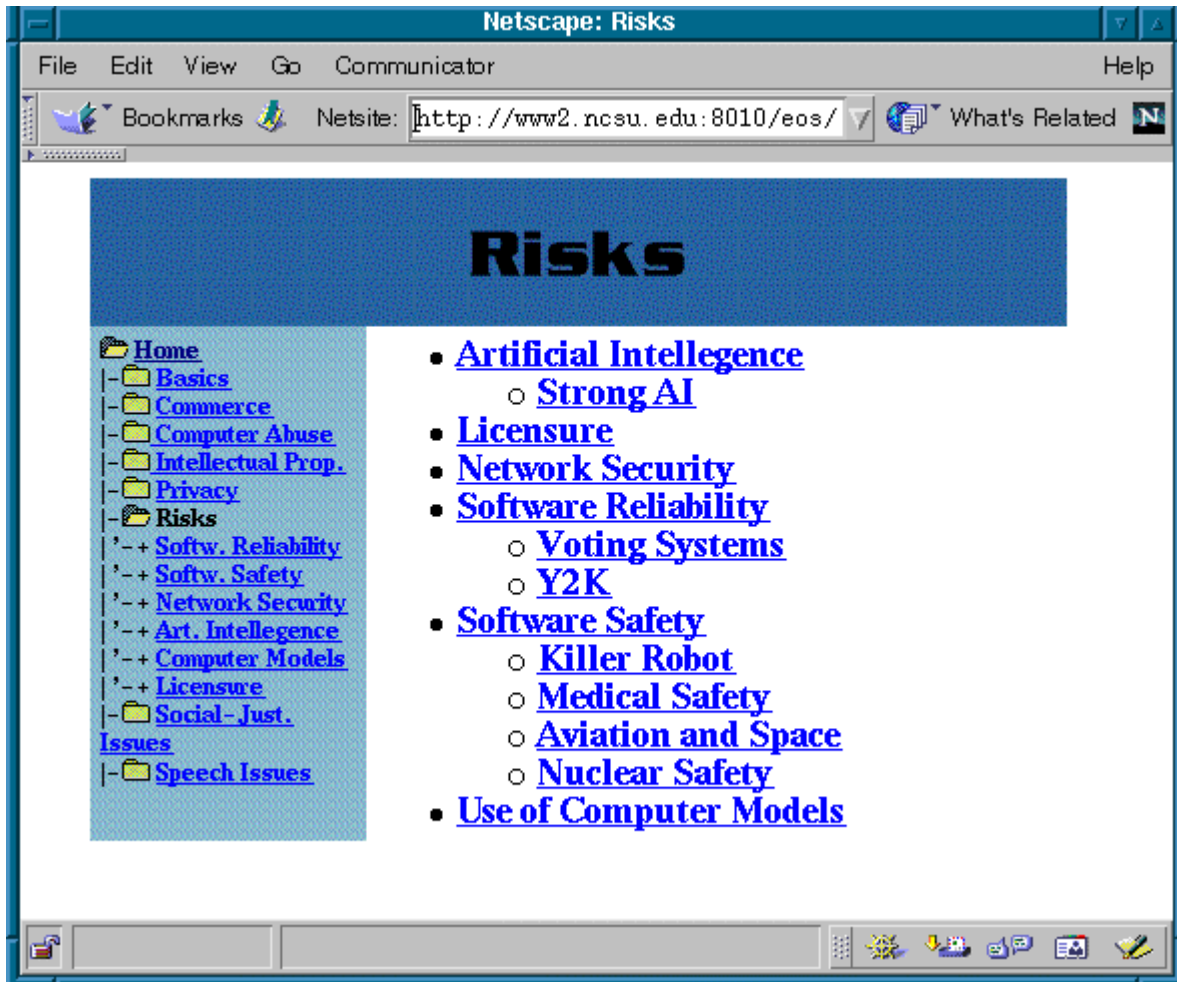 Netscape: Risks
File Edit View Go Communicator Help
Bookmarks Netsite: http://www2.ncsu.edu:8010/eos/ What's Related N
Risks
Home
|-Basics
|-Commerce
|-Computer Abuse
|-Intellectual Prop.
|-Privacy
|-Risks
|'-+ Softw. Reliability
|'-+ Softw. Safety
|'-+ Network Security
|'-+ Art. Intellegence
|'-+ Computer Models
|'-+ Licensure
|-Social-Just.
Issues
|-Speech Issues
• Artificial Intellegence
○ Strong AI
• Licensure
• Network Security
• Software Reliability
○ Voting Systems
○ Y2K
• Software Safety
○ Killer Robot
○ Medical Safety
○ Aviation and Space
○ Nuclear Safety
• Use of Computer Models